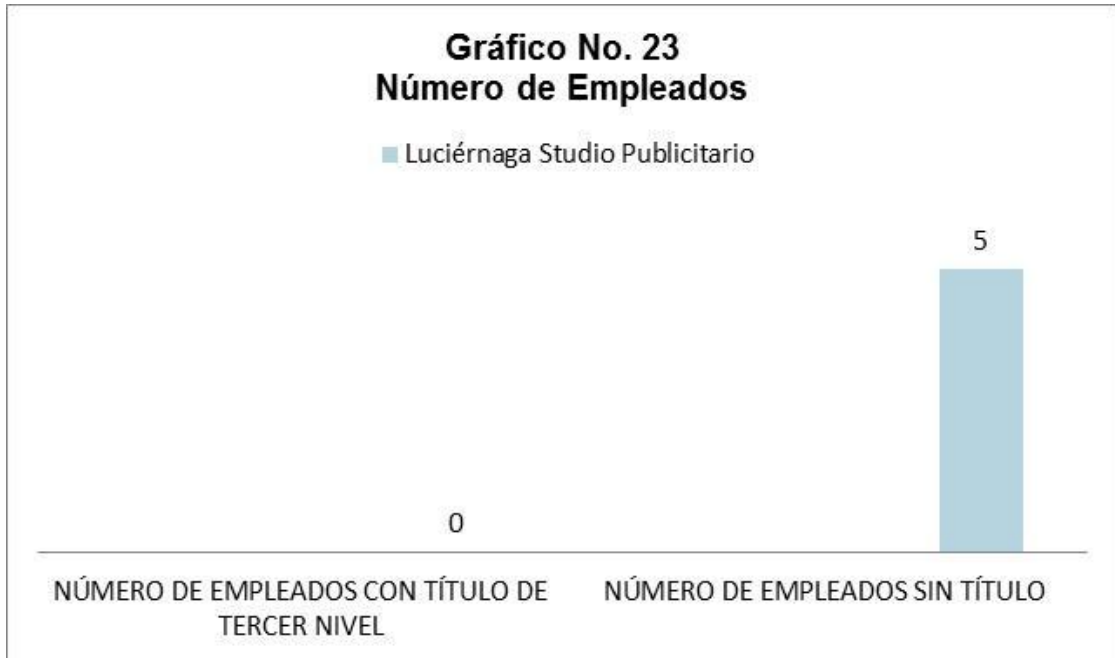 Gráfico No. 23
Número de Empleados
Luciérnaga Studio Publicitario
5
0
NÚMERO DE EMPLEADOS CON TÍTULO DE
TERCER NIVEL
NÚMERO DE EMPLEADOS SIN TÍTULO